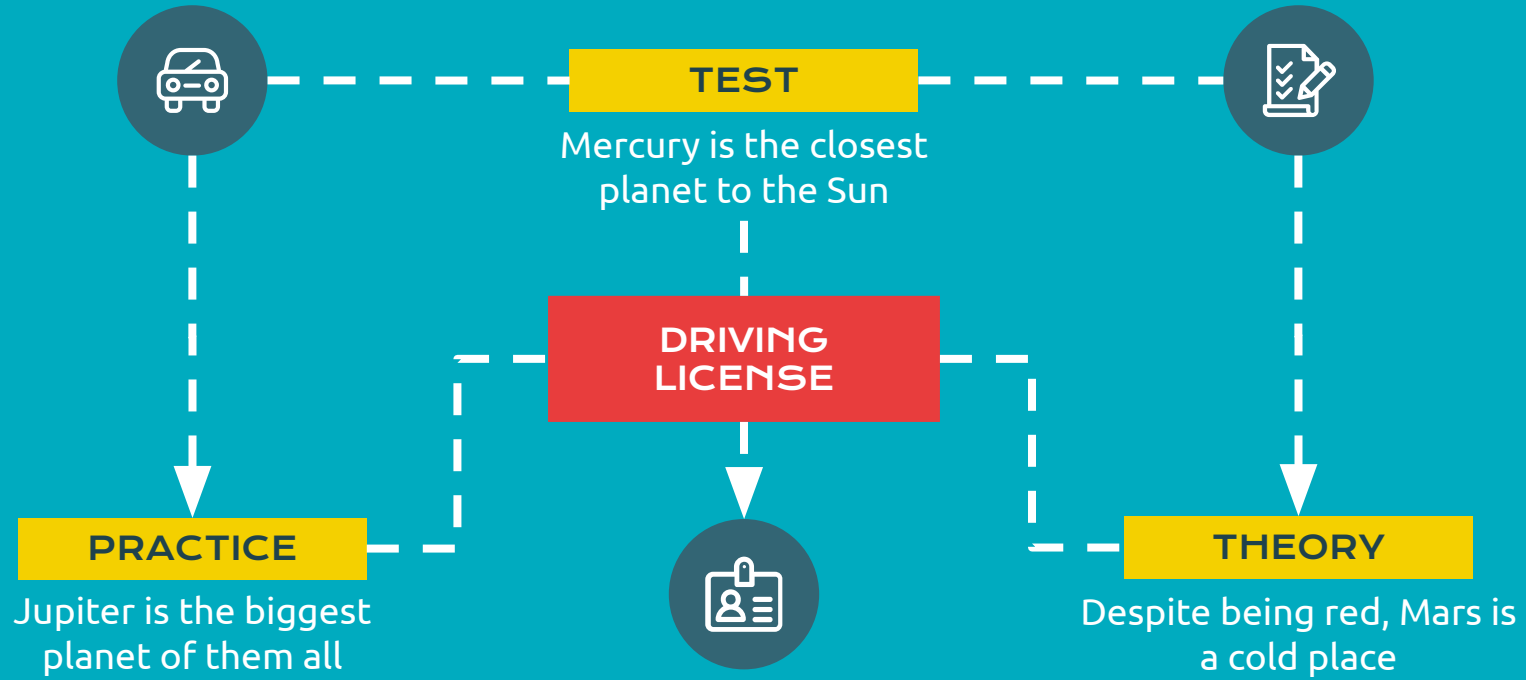 TEST
Mercury is the closest
planet to the Sun
DRIVING
LICENSE
PRACTICE
Jupiter is the biggest
planet of them all
THEORY
Despite being red, Mars is
a cold place